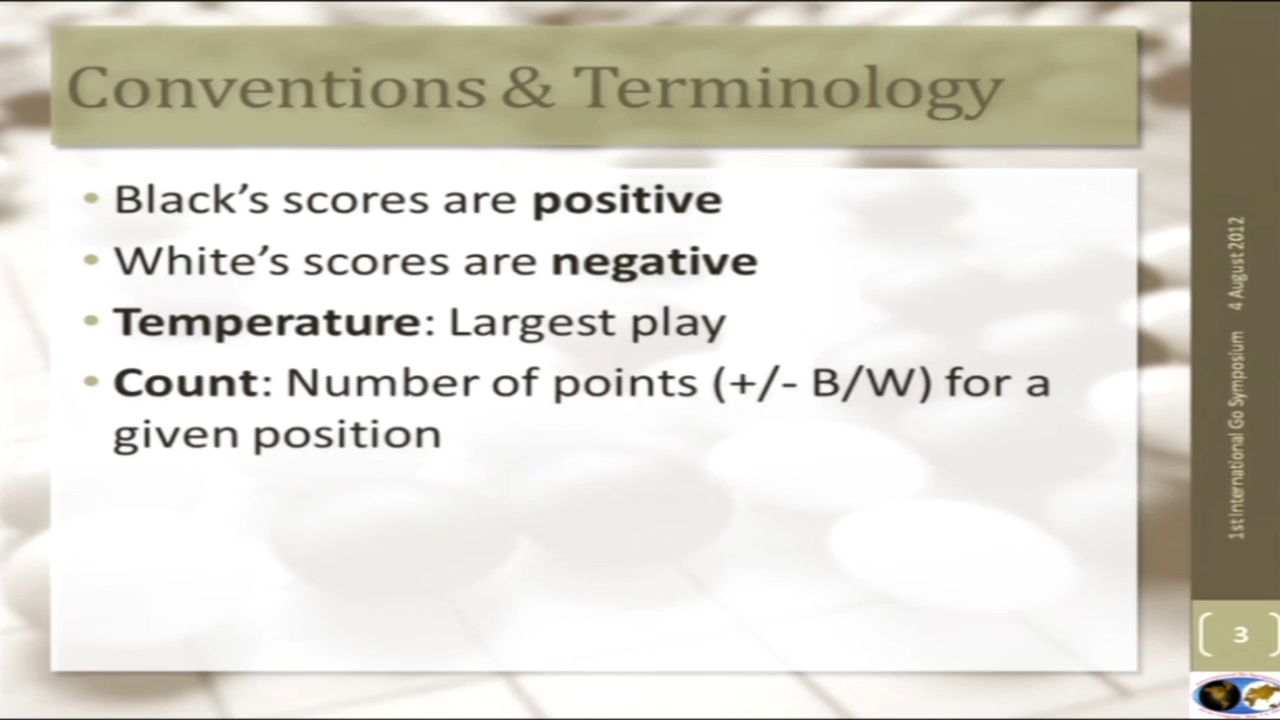 Conventions & Terminology
• Black’s scores are positive
• White’s scores are negative
• Temperature: Largest play
• Count: Number of points (+/- B/W) for a
given position
1st International Go Symposium 4 August 2012
3